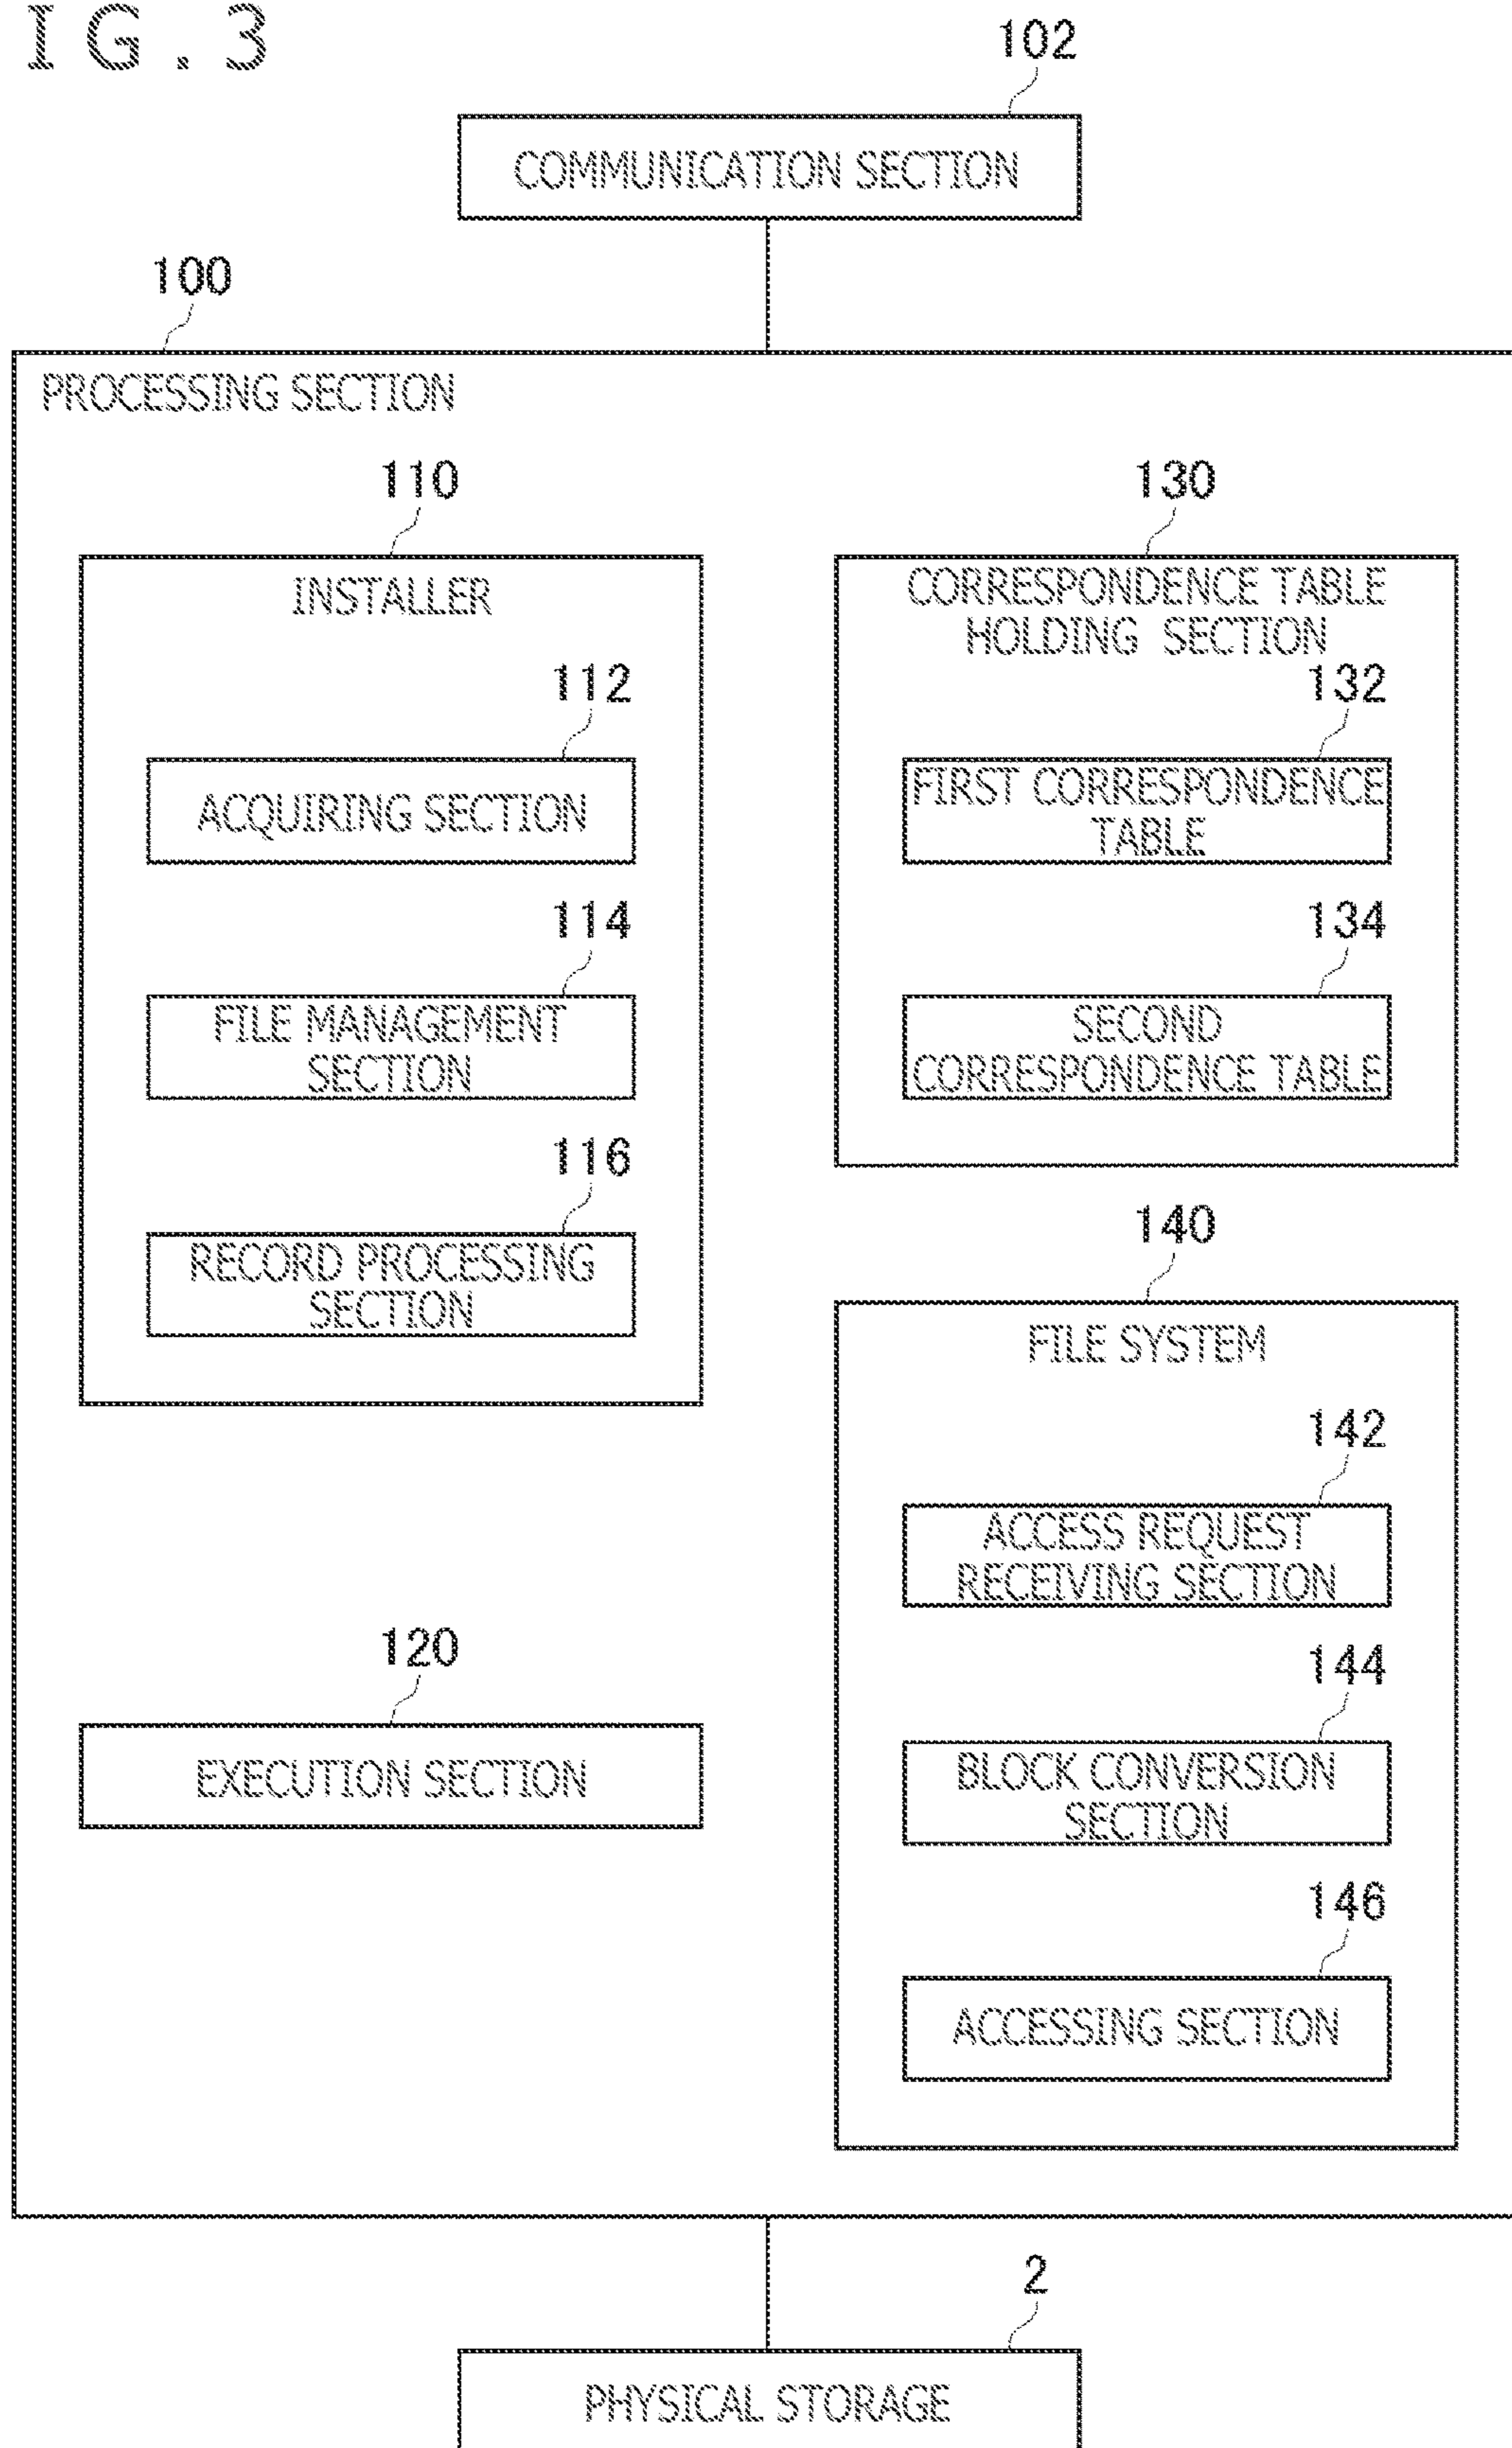 IG.3
102
COMMUNICATION SECTION
100
PROCESSING SECTION
110
INSTALLER
112
ACQUIRING SECTION
114
FILE MANAGEMENT
SECTION
116
RECORD PROCESSING
SECTION
120
EXECUTION SECTION
130
CORRESPONDENCE TABLE
HOLDING SECTION
132
FIRST CORRESPONDENCE
TABLE
134
SECOND
CORRESPONDENCE TABLE
140
FILE SYSTEM
142
ACCESS REQUEST
RECEIVING SECTION
144
BLOCK CONVERSION
SECTION
146
ACCESSING SECTION
2
PHYSICAL STORAGE